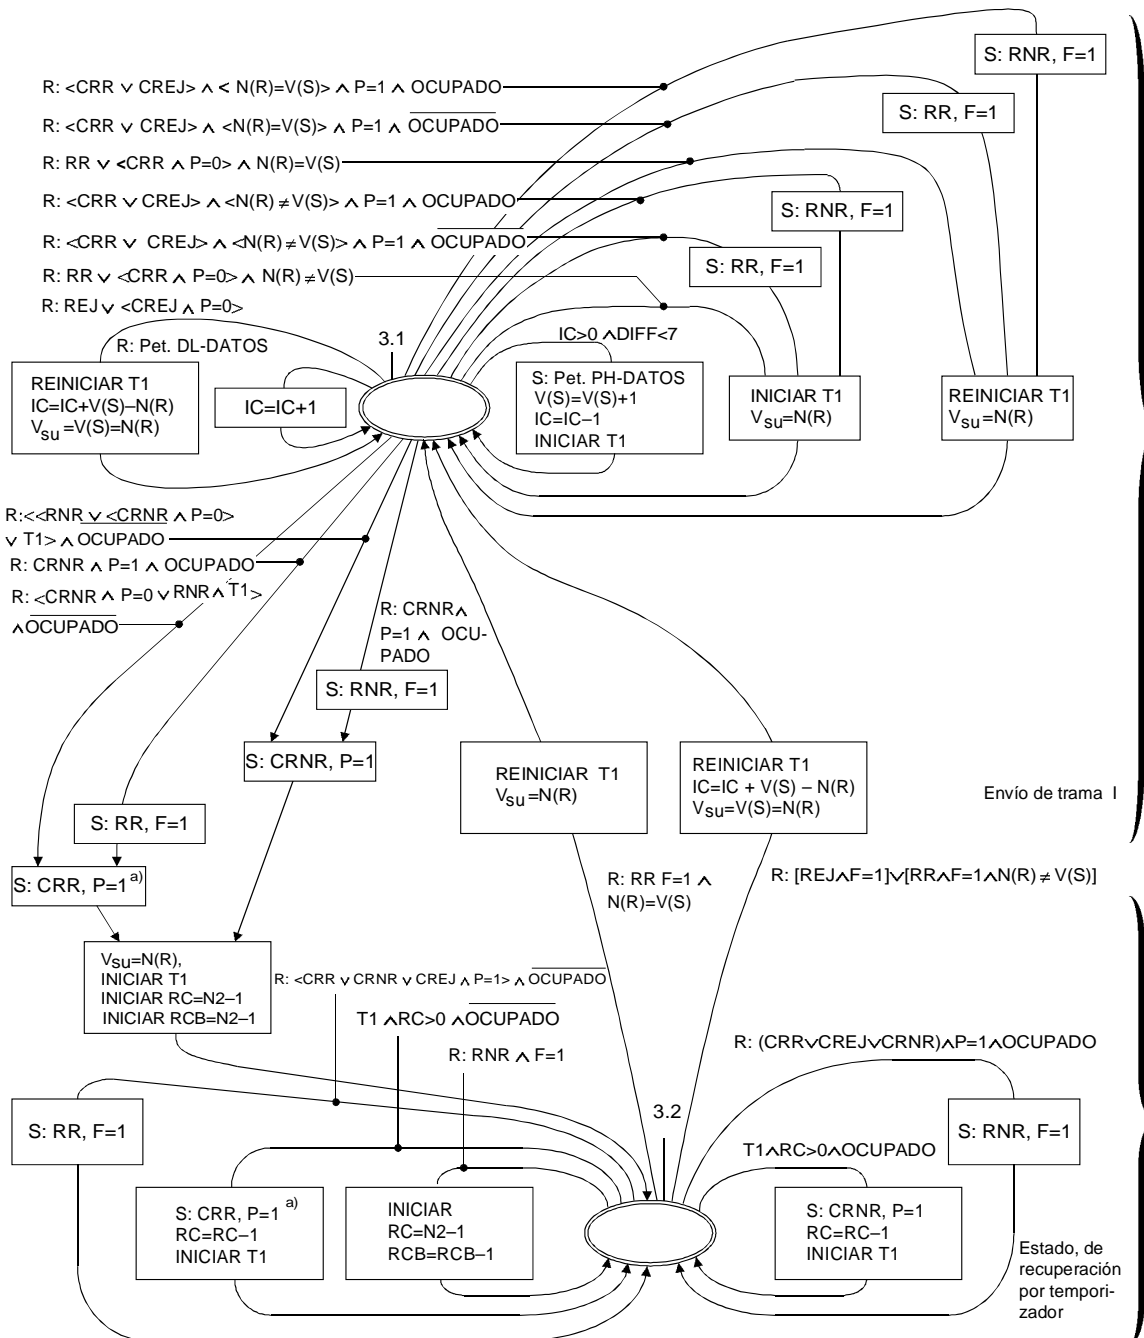 S: RNR, F=1
R: <CRR ∨ CREJ> ∧ < N(R)=V(S)> ∧ P=1 ∧ OCUPADO
S: RR, F=1
R: <CRR ∨ CREJ> ∧ <N(R)=V(S)> ∧ P=1 ∧ O̅C̅U̅P̅A̅D̅O̅
R: RR ∨ <CRR ∧ P=0> ∧ N(R)=V(S)
R: <CRR ∨ CREJ> ∧ <N(R) ≠ V(S)> ∧ P=1 ∧ OCUPADO
S: RNR, F=1
R: <CRR ∨ CREJ> ∧ <N(R) ≠ V(S)> ∧ P=1 ∧ O̅C̅U̅P̅A̅D̅O̅
S: RR, F=1
R: RR ∨ <CRR ∧ P=0> ∧ N(R) ≠ V(S)
R: REJ ∨ <CREJ ∧ P=0>
3.1
IC>0 ∧DIFF<7
R: Pet. DL-DATOS
REINICIAR T1
IC=IC+V(S)–N(R)
Vsu =V(S)=N(R)
IC=IC+1
S: Pet. PH-DATOS
V(S)=V(S)+1
IC=IC–1
INICIAR T1
INICIAR T1
Vsu=N(R)
REINICIAR T1
Vsu=N(R)
R:<<RNR ∨ <CRNR ∧ P=0>
∨ T1> ∧ O̅C̅U̅P̅A̅D̅O̅
R: CRNR ∧ P=1 ∧ OCUPADO
R: <CRNR ∧ P=0 ∨ RNR ∧ T1>
∧ O̅C̅U̅P̅A̅D̅O̅
R: CRNR∧
P=1 ∧ OCU-
PADO
S: RNR, F=1
S: CRNR, P=1
REINICIAR T1
Vsu=N(R)
REINICIAR T1
IC=IC + V(S) – N(R)
Vsu=V(S)=N(R)
Envío de trama I
S: RR, F=1
S: CRR, P=1 a)
R: RR F=1 ∧
N(R)=V(S)
R: [REJ∧F=1]∨[RR∧F=1∧N(R) ≠ V(S)]
Vsu=N(R),
INICIAR T1
INICIAR RC=N2–1
INICIAR RCB=N2–1
R: <CRR ∨ CRNR ∨ CREJ ∧ P=1> ∧ O̅C̅U̅P̅A̅D̅O̅
T1 ∧RC>0 ∧O̅C̅U̅P̅A̅D̅O̅
R: RNR ∧ F=1
R: (CRR∨CREJ∨CRNR)∧P=1∧OCUPADO
3.2
S: RR, F=1
S: RNR, F=1
T1∧RC>0∧OCUPADO
S: CRR, P=1 a)
RC=RC–1
INICIAR T1
INICIAR
RC=N2–1
RCB=RCB–1
S: CRNR, P=1
RC=RC–1
INICIAR T1
Estado, de
recuperación
por tempori-
zador